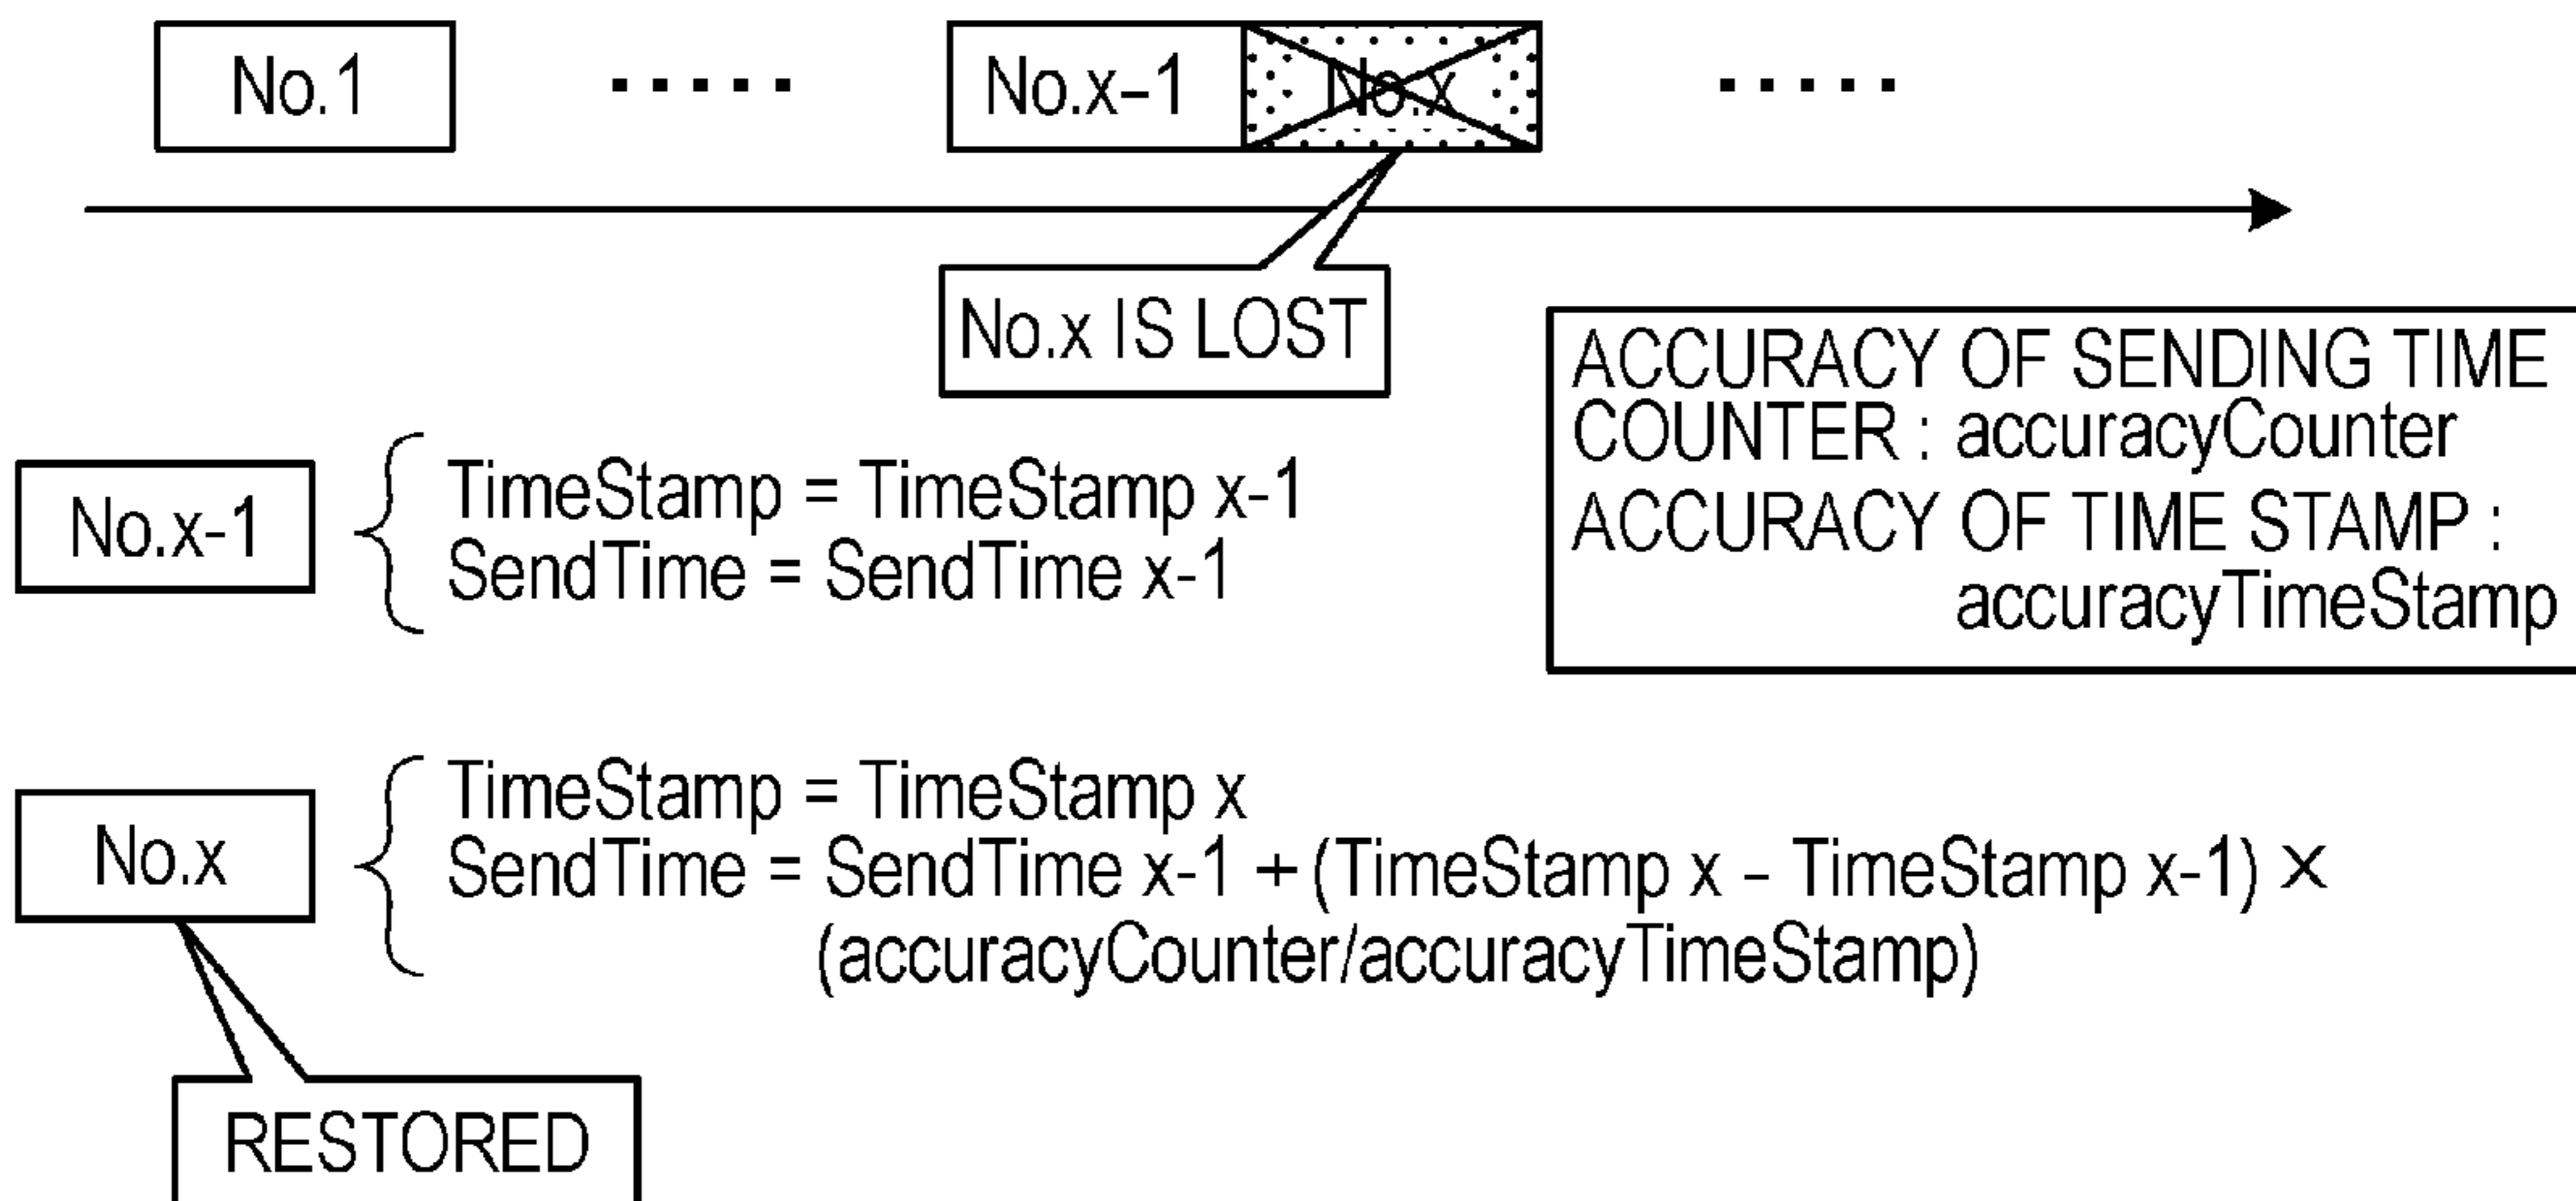 No.1
.....
No.x–1
No.x
.....
No.x IS LOST
ACCURACY OF SENDING TIME
COUNTER : accuracyCounter
ACCURACY OF TIME STAMP :
accuracyTimeStamp
No.x-1
TimeStamp = TimeStamp x-1
SendTime = SendTime x-1
No.x
TimeStamp = TimeStamp x
SendTime = SendTime x-1 + (TimeStamp x – TimeStamp x-1) ×
(accuracyCounter/accuracyTimeStamp)
RESTORED